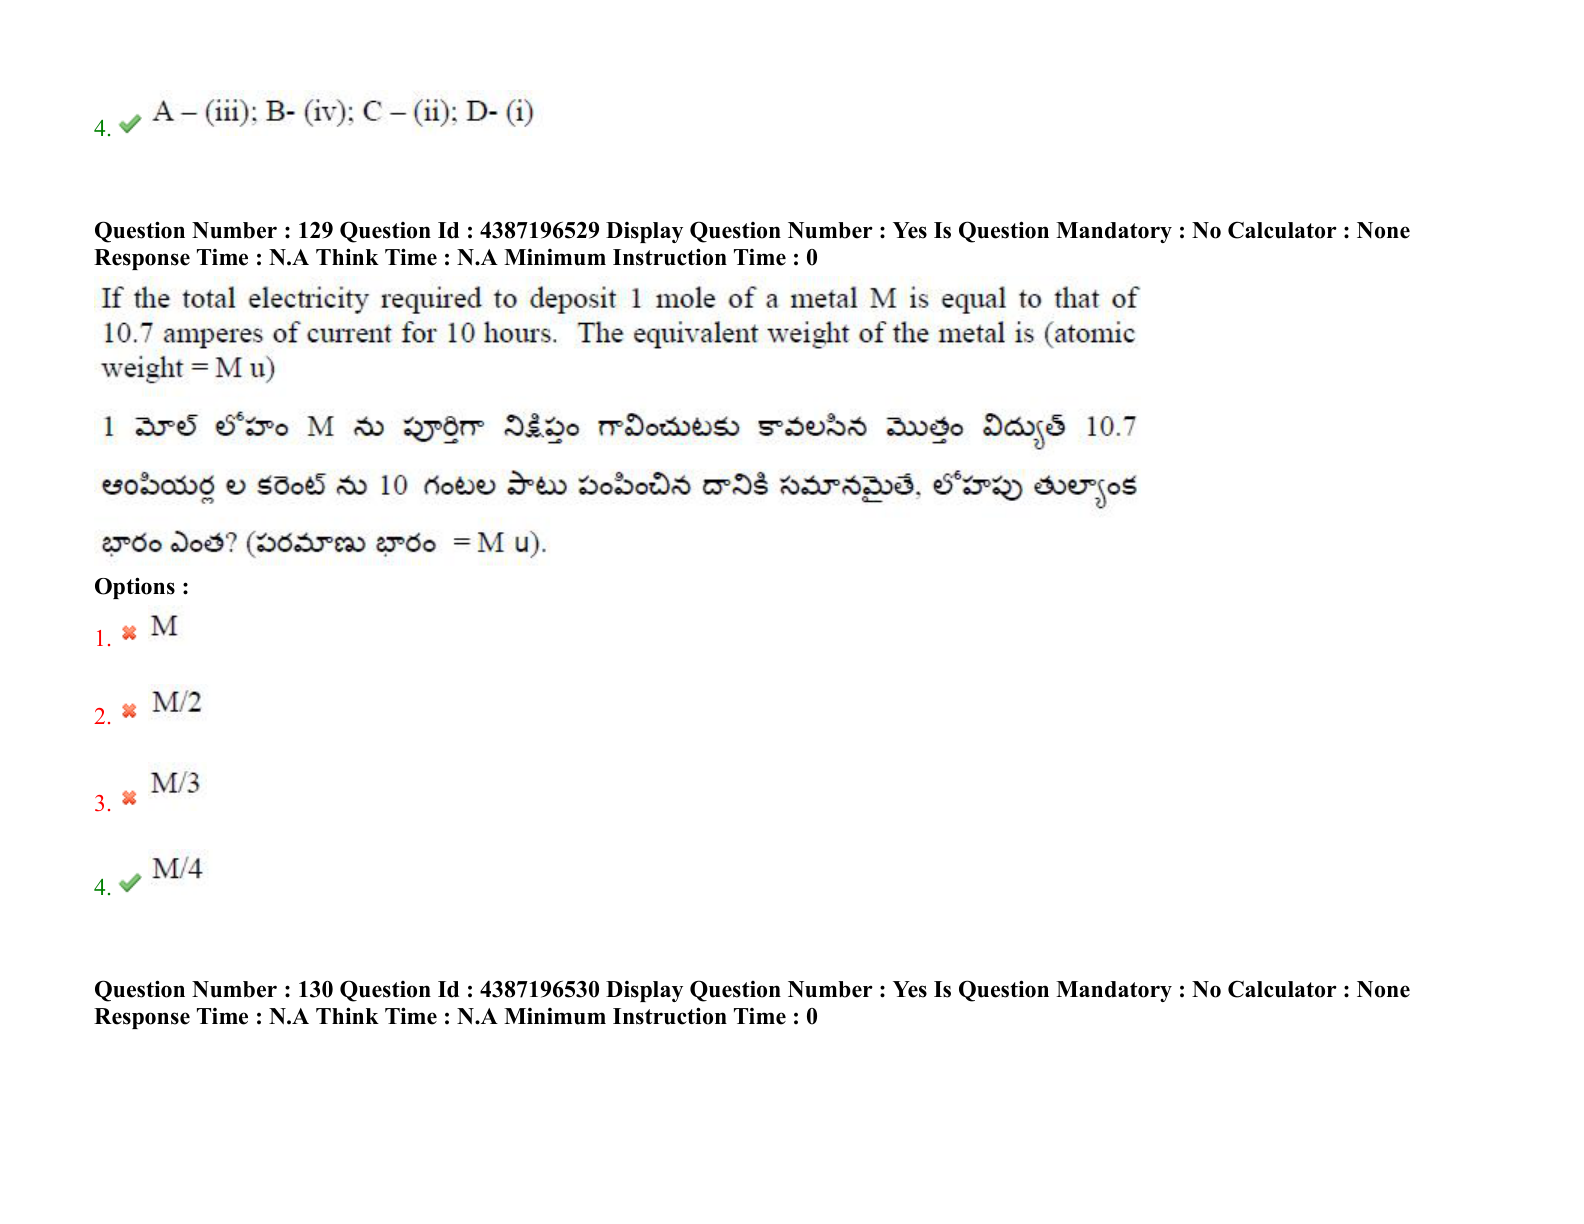 4. A – (iii); B- (iv); C – (ii); D- (i)
Question Number : 129 Question Id : 4387196529 Display Question Number : Yes Is Question Mandatory : No Calculator : None
Response Time : N.A Think Time : N.A Minimum Instruction Time : 0
If the total electricity required to deposit 1 mole of a metal M is equal to that of
10.7 amperes of current for 10 hours. The equivalent weight of the metal is (atomic
weight = M u)
1 మోల్ లోహం M ను పూర్తిగా నిక్షిప్తం గావించుటకు కావలసిన మొత్తం విద్యుత్ 10.7
ఆంపియర్ల ల కరెంట్ ను 10 గంటల పాటు పంపించిన దానికి సమానమైతే, లోహపు తుల్యాంక
భారం ఎంత? (పరమాణు భారం = M u).
Options :
1. M
2. M/2
3. M/3
4. M/4
Question Number : 130 Question Id : 4387196530 Display Question Number : Yes Is Question Mandatory : No Calculator : None
Response Time : N.A Think Time : N.A Minimum Instruction Time : 0